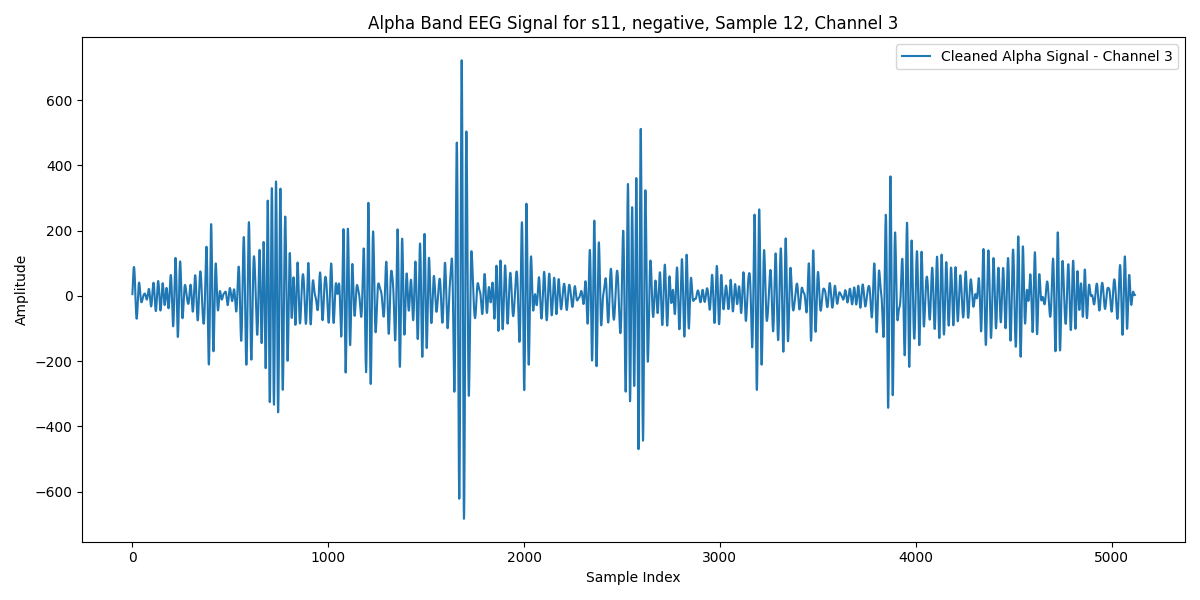 Alpha Band EEG Signal for s11, negative, Sample 12, Channel 3
Cleaned Alpha Signal - Channel 3
Amplitude
600
400
200
0
−200
−400
−600
0 1000 2000 3000 4000 5000
Sample Index